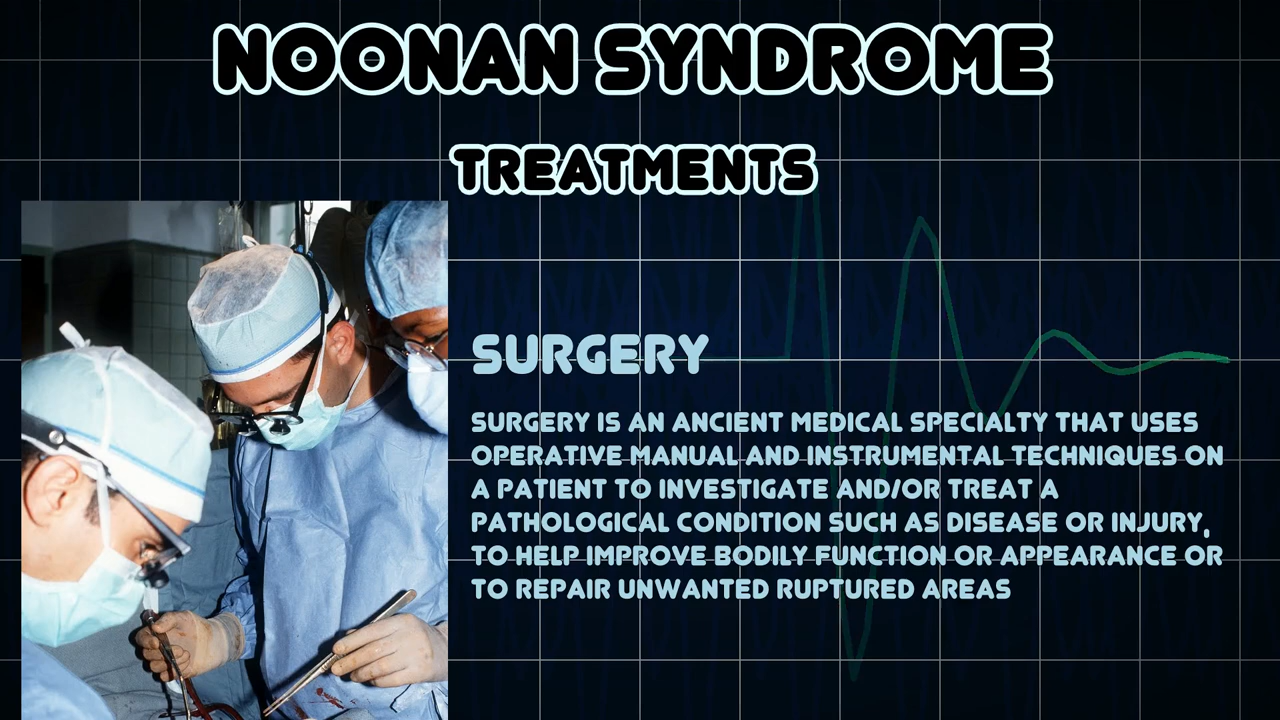 NOONAN SYNDROME
TREATMENTS
SURGERY
SURGERY IS AN ANCIENT MEDICAL SPECIALTY THAT USES
OPERATIVE MANUAL AND INSTRUMENTAL TECHNIQUES ON
A PATIENT TO INVESTIGATE AND/OR TREAT A
PATHOLOGICAL CONDITION SUCH AS DISEASE OR INJURY,
TO HELP IMPROVE BODILY FUNCTION OR APPEARANCE OR
TO REPAIR UNWANTED RUPTURED AREAS